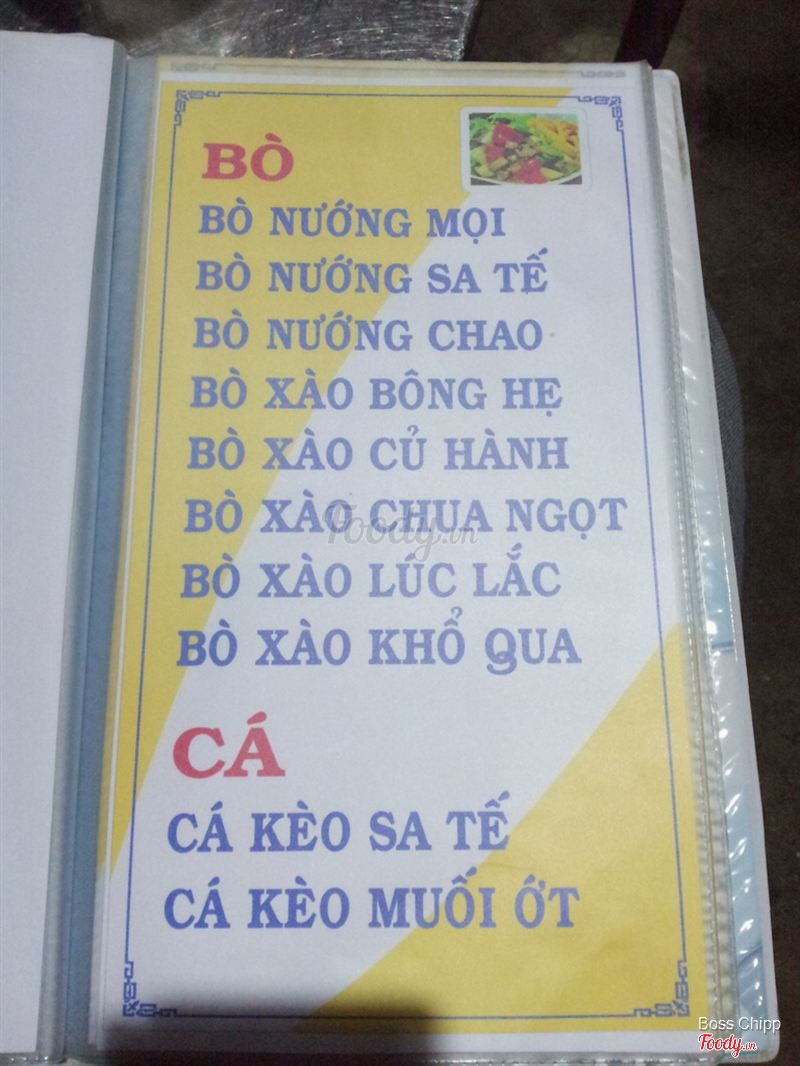 BÒ
BÒ NƯỚNG MỌI
BÒ NƯỚNG SA TẾ
BÒ NƯỚNG CHAO
BÒ XÀO BÔNG HẸ
BÒ XÀO CỦ HÀNH
BÒ XÀO CHUA NGỌT
Foody.vn
BÒ XÀO LÚC LẮC
BÒ XÀO KHỔ QUA
CÁ
CÁ KÈO SA TẾ
CÁ KÈO MUỐI ỚT
Boss Chipp
Foody.vn